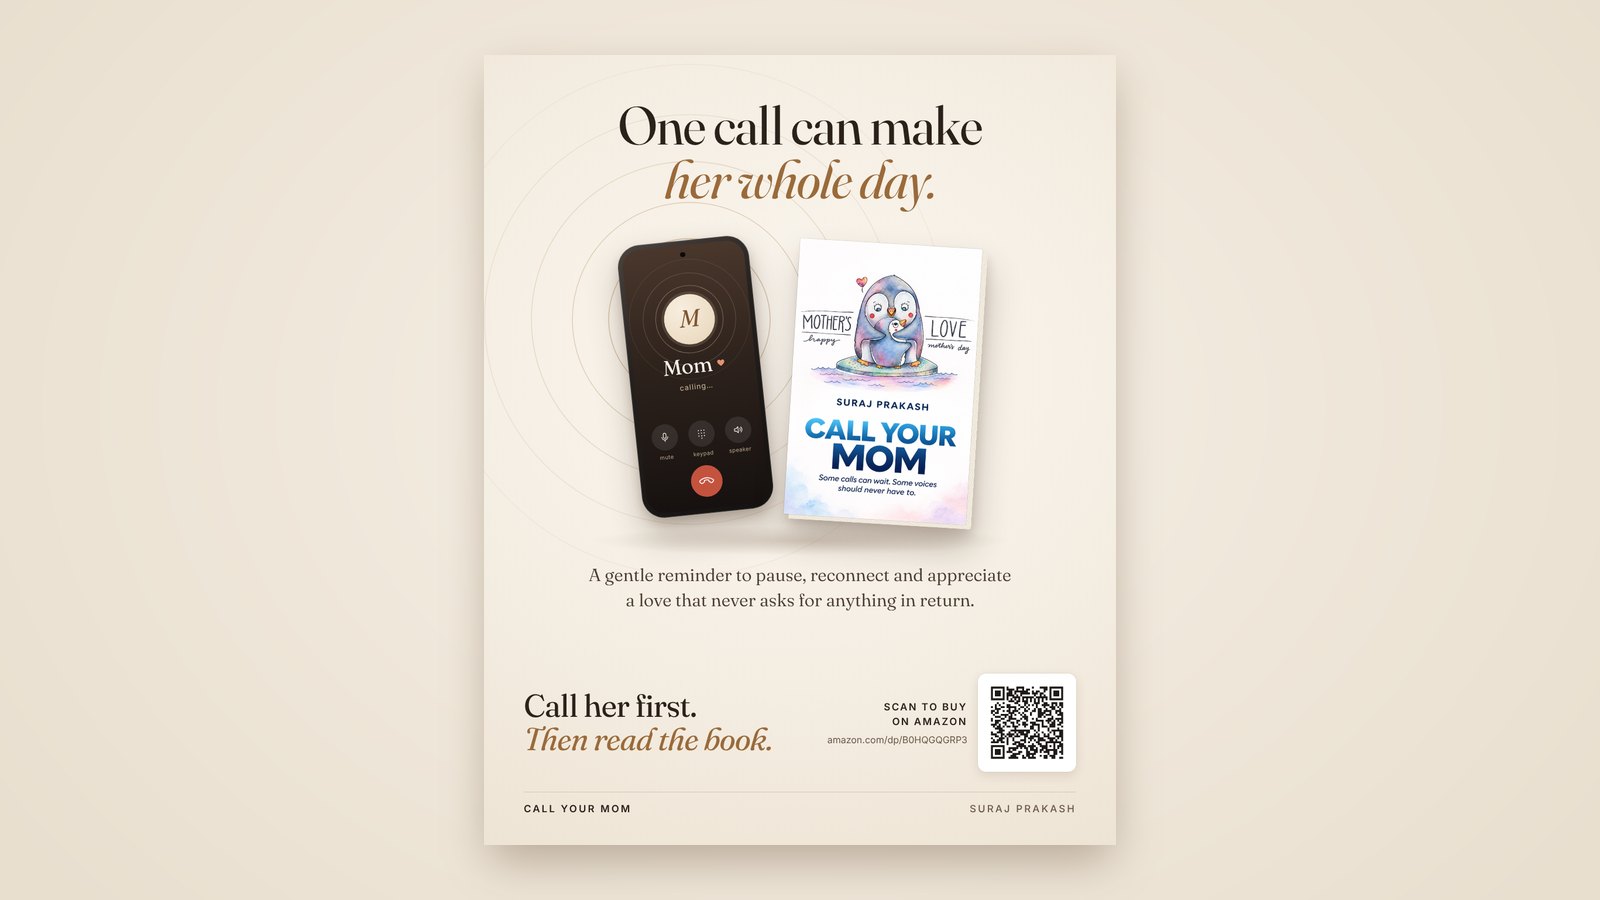 One call can make
her whole day.
M
Mom
calling...
mute keypad speaker
MOTHER'S LOVE
happy mother's day
SURAJ PRAKASH
CALL YOUR
MOM
Some calls can wait. Some voices
should never have to.
A gentle reminder to pause, reconnect and appreciate
a love that never asks for anything in return.
Call her first.
Then read the book.
SCAN TO BUY
ON AMAZON
amazon.com/dp/B0HQGQGRP3
CALL YOUR MOM
SURAJ PRAKASH